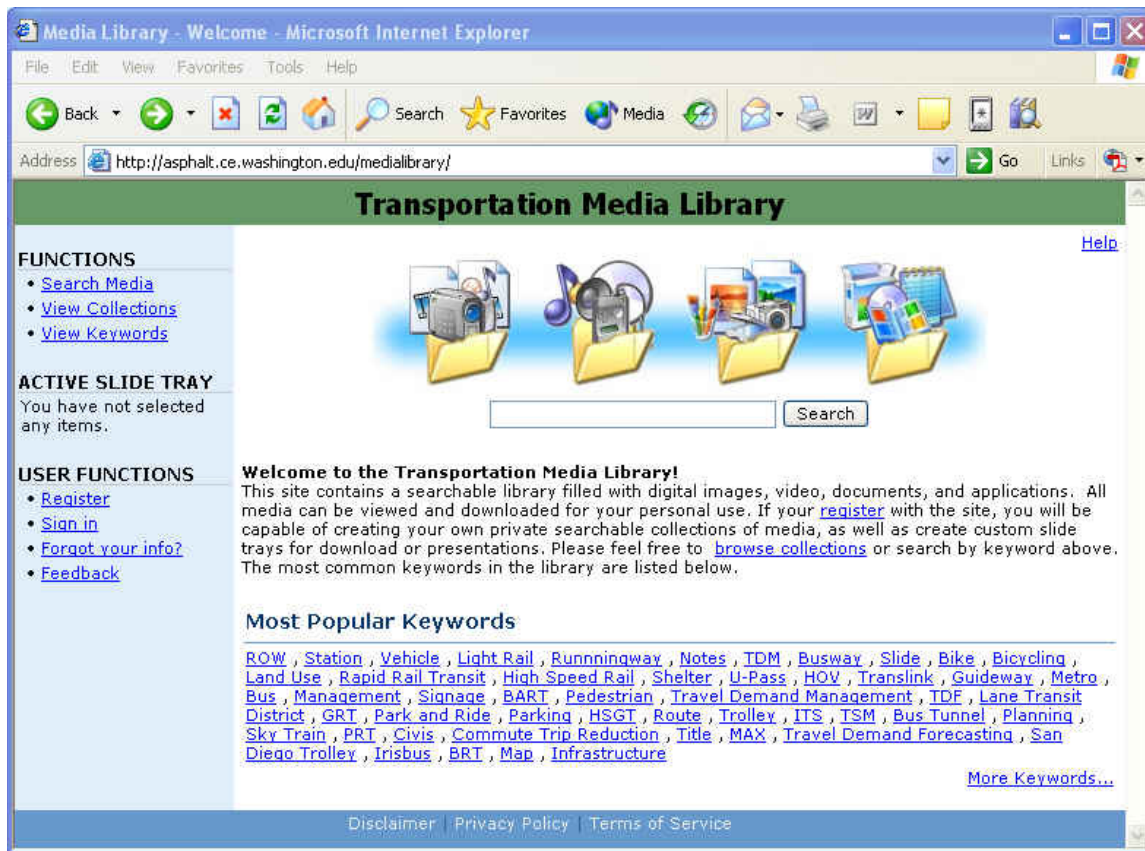 Media Library - Welcome - Microsoft Internet Explorer
File Edit View Favorites Tools Help
Back Search Favorites Media
Address http://asphalt.ce.washington.edu/medialibrary/ Go Links
Transportation Media Library
Help
FUNCTIONS
• Search Media
• View Collections
• View Keywords
ACTIVE SLIDE TRAY
You have not selected
any items.
USER FUNCTIONS
• Register
• Sign in
• Forgot your info?
• Feedback
Search
Welcome to the Transportation Media Library!
This site contains a searchable library filled with digital images, video, documents, and applications. All
media can be viewed and downloaded for your personal use. If your register with the site, you will be
capable of creating your own private searchable collections of media, as well as create custom slide
trays for download or presentations. Please feel free to browse collections or search by keyword above.
The most common keywords in the library are listed below.
Most Popular Keywords
ROW , Station , Vehicle , Light Rail , Runnningway , Notes , TDM , Busway , Slide , Bike , Bicycling ,
Land Use , Rapid Rail Transit , High Speed Rail , Shelter , U-Pass , HOV , Translink , Guideway , Metro ,
Bus , Management , Signage , BART , Pedestrian , Travel Demand Management , TDF , Lane Transit
District , GRT , Park and Ride , Parking , HSGT , Route , Trolley , ITS , TSM , Bus Tunnel , Planning ,
Sky Train , PRT , Civis , Commute Trip Reduction , Title , MAX , Travel Demand Forecasting , San
Diego Trolley , Irisbus , BRT , Map , Infrastructure
More Keywords...
Disclaimer | Privacy Policy | Terms of Service